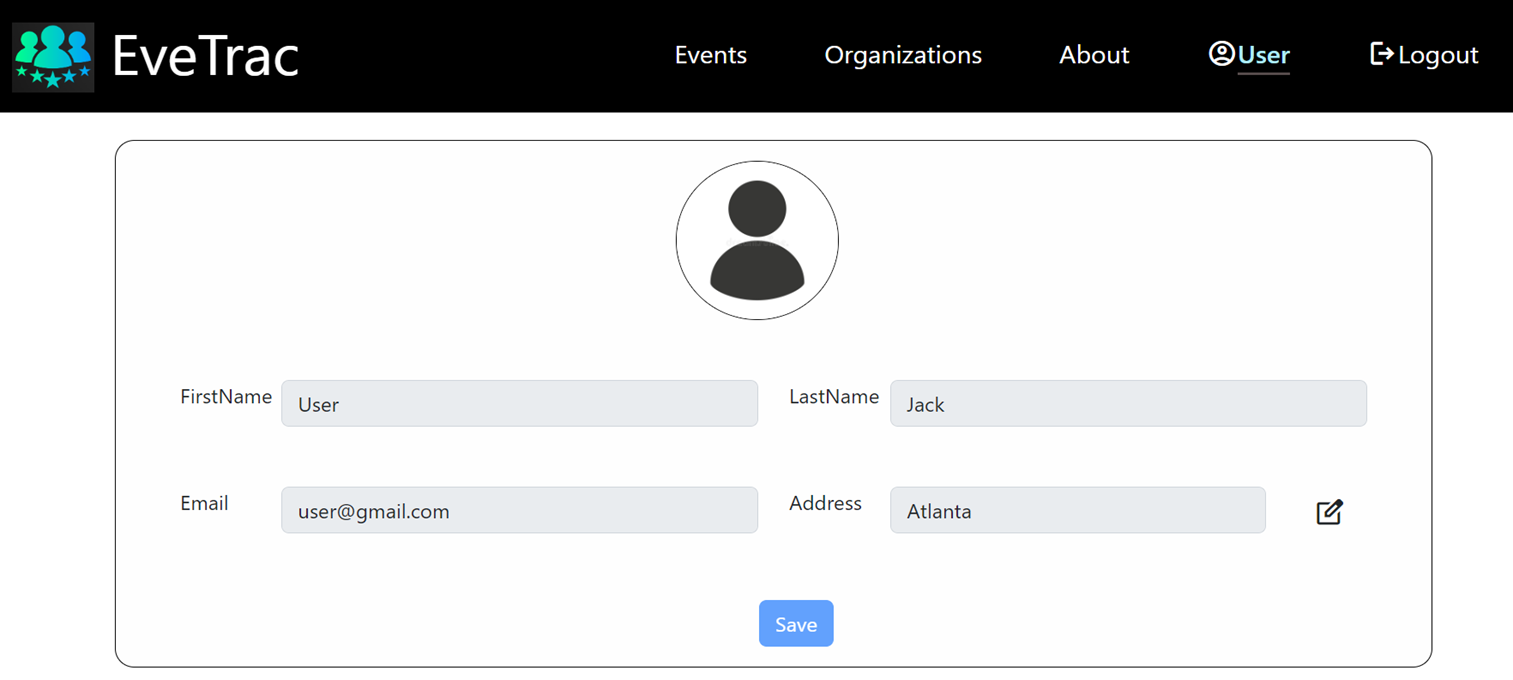 EveTrac Events Organizations About User Logout
FirstName User LastName Jack
Email user@gmail.com Address Atlanta
Save